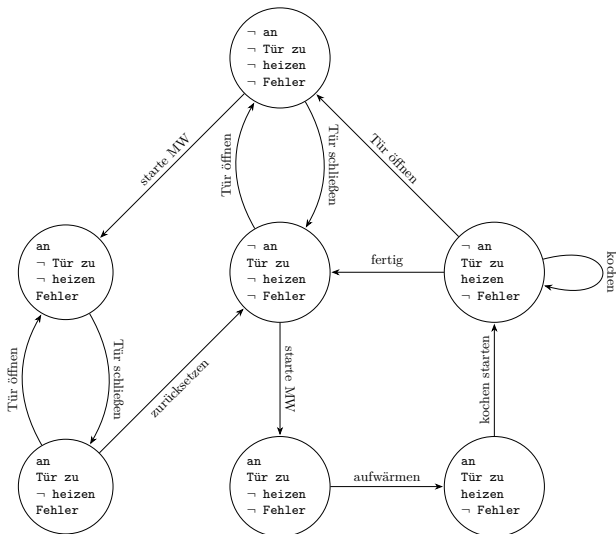 ¬ an
¬ Tür zu
¬ heizen
¬ Fehler
starte MW
Tür öffnen
Tür schließen
Tür öffnen
an
¬ Tür zu
¬ heizen
Fehler
¬ an
Tür zu
¬ heizen
¬ Fehler
fertig
¬ an
Tür zu
heizen
¬ Fehler
kochen
Tür öffnen
Tür schließen
zurücksetzen
starte MW
kochen starten
an
Tür zu
¬ heizen
Fehler
an
Tür zu
¬ heizen
¬ Fehler
aufwärmen
an
Tür zu
heizen
¬ Fehler